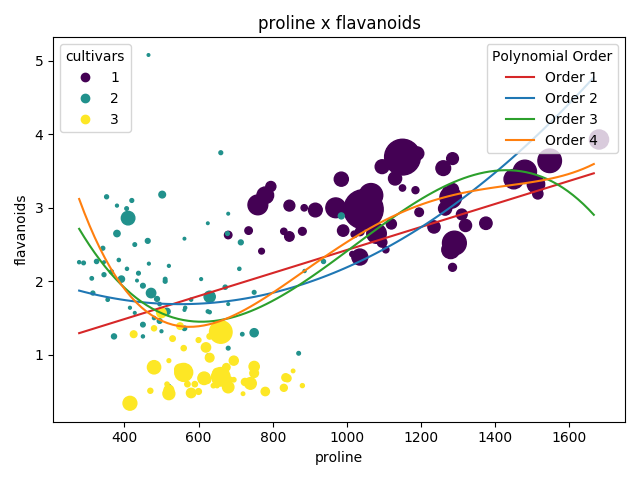 proline x flavanoids
cultivars
1
2
3
Polynomial Order
Order 1
Order 2
Order 3
Order 4
flavanoids
5
4
3
2
1
400
600
800
1000
1200
1400
1600
proline